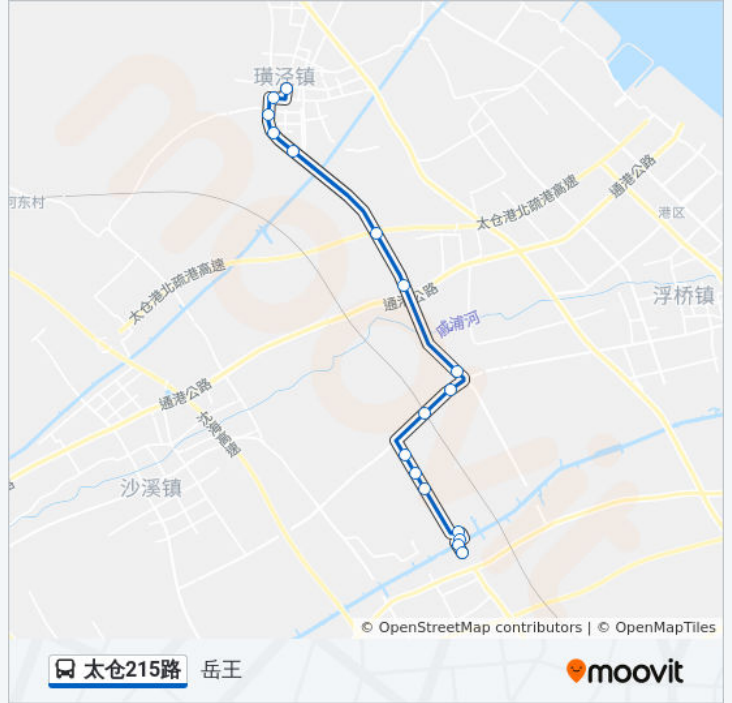 璜泾镇
太仓港北疏港高速
通港公路
港区
河东村
太仓港北疏港高速
浮桥镇
通港公路
戚浦河
通港公路
沈海高速
沙溪镇
© OpenStreetMap contributors | © OpenMapTiles
太仓215路 岳王
moovit